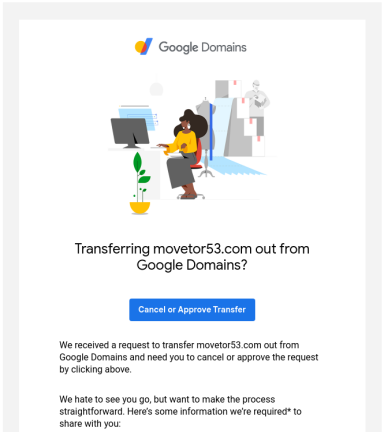 Google Domains
Transferring movetor53.com out from
Google Domains?
Cancel or Approve Transfer
We received a request to transfer movetor53.com out from
Google Domains and need you to cancel or approve the request
by clicking above.
We hate to see you go, but want to make the process
straightforward. Here's some information we're required* to
share with you: